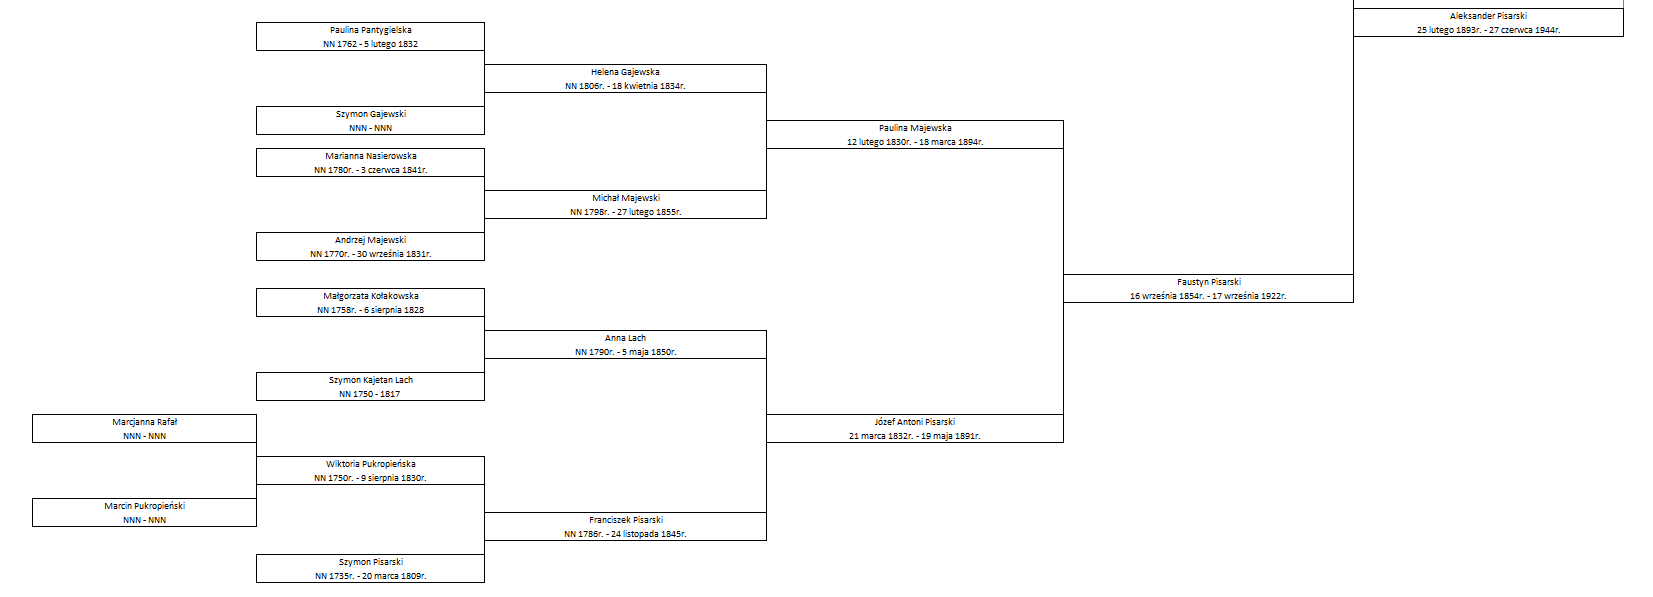 Aleksander Pisarski
25 lutego 1893r. - 27 czerwca 1944r.
Paulina Pantygielska
NN 1762 - 5 lutego 1832
Helena Gajewska
NN 1806r. - 18 kwietnia 1834r.
Szymon Gajewski
NNN - NNN
Paulina Majewska
12 lutego 1830r. - 18 marca 1894r.
Marianna Nasierowska
NN 1780r. - 3 czerwca 1841r.
Michał Majewski
NN 1798r. - 27 lutego 1855r.
Andrzej Majewski
NN 1770r. - 30 września 1831r.
Faustyn Pisarski
16 września 1854r. - 17 września 1922r.
Małgorzata Kołakowska
NN 1758r. - 6 sierpnia 1828
Anna Lach
NN 1790r. - 5 maja 1850r.
Szymon Kajetan Lach
NN 1750 - 1817
Marcjanna Rafał
NNN - NNN
Józef Antoni Pisarski
21 marca 1832r. - 19 maja 1891r.
Wiktoria Pukropieńska
NN 1750r. - 9 sierpnia 1830r.
Marcin Pukropieński
NNN - NNN
Franciszek Pisarski
NN 1786r. - 24 listopada 1845r.
Szymon Pisarski
NN 1735r. - 20 marca 1809r.